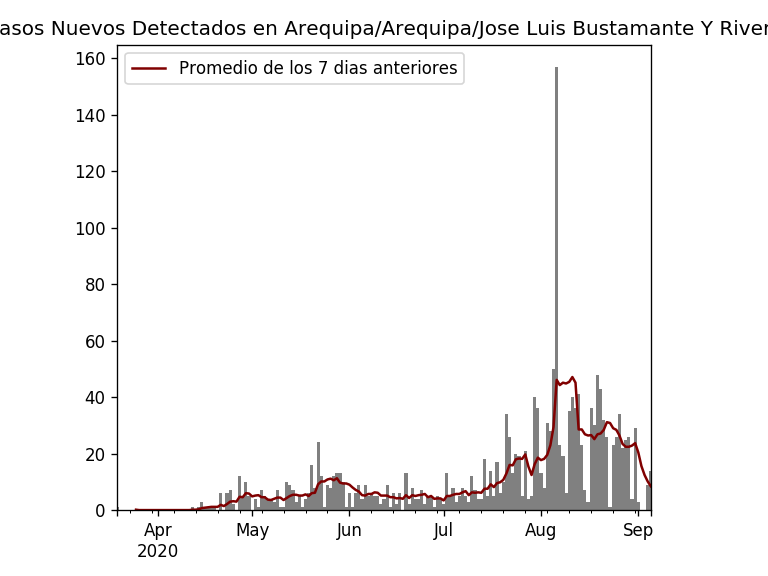 asos Nuevos Detectados en Arequipa/Arequipa/Jose Luis Bustamante Y River
Promedio de los 7 dias anteriores
160
140
120
100
80
60
40
20
0
Apr
2020
May
Jun
Jul
Aug
Sep